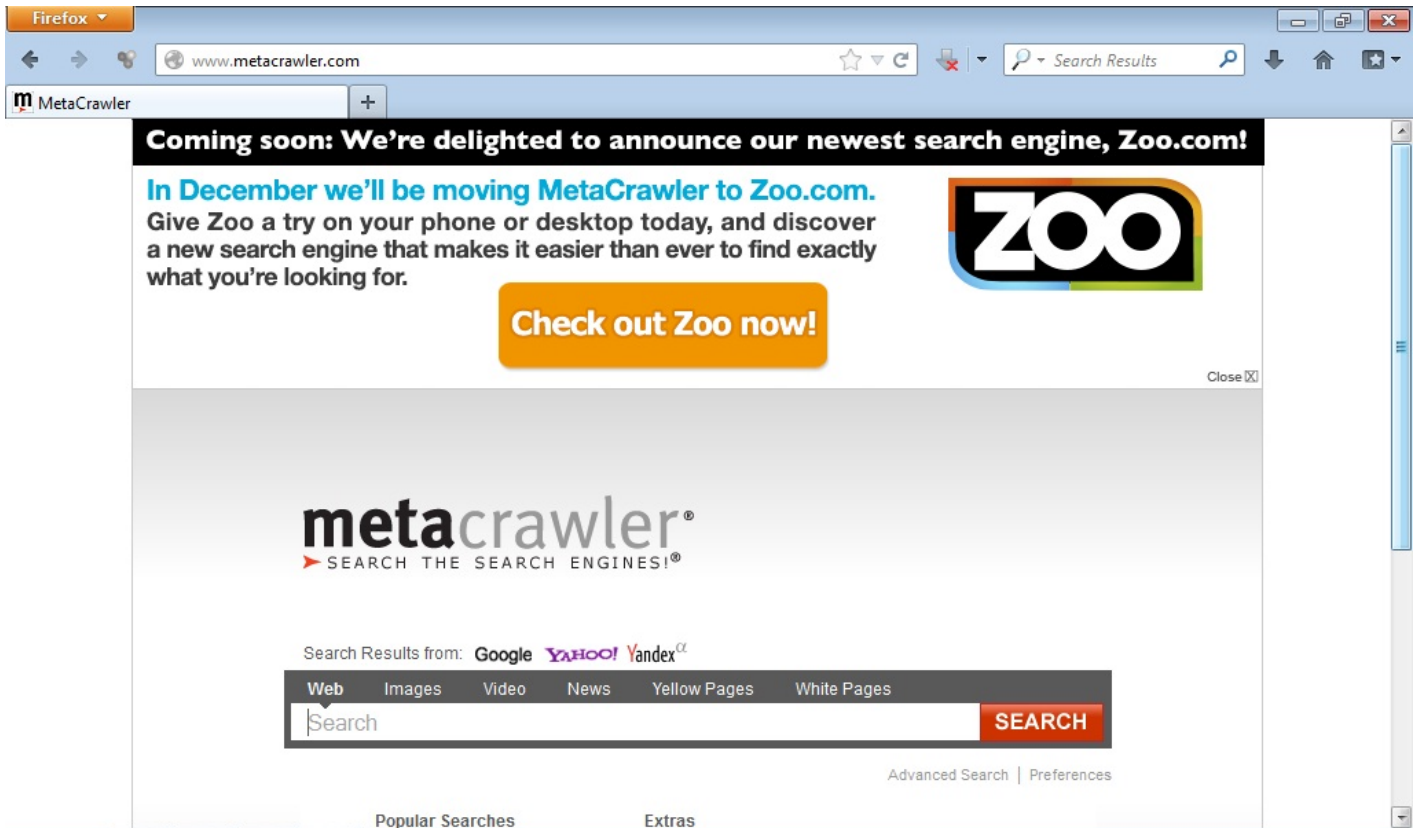 Firefox
www.metacrawler.com
Search Results
MetaCrawler
Coming soon: We're delighted to announce our newest search engine, Zoo.com!
In December we'll be moving MetaCrawler to Zoo.com.
Give Zoo a try on your phone or desktop today, and discover
a new search engine that makes it easier than ever to find exactly
what you're looking for.
ZOO
Check out Zoo now!
Close
metacrawler®
SEARCH THE SEARCH ENGINES!®
Search Results from: Google YAHOO! Yandex α
Web Images Video News Yellow Pages White Pages
Search
SEARCH
Advanced Search | Preferences
Popular Searches Extras